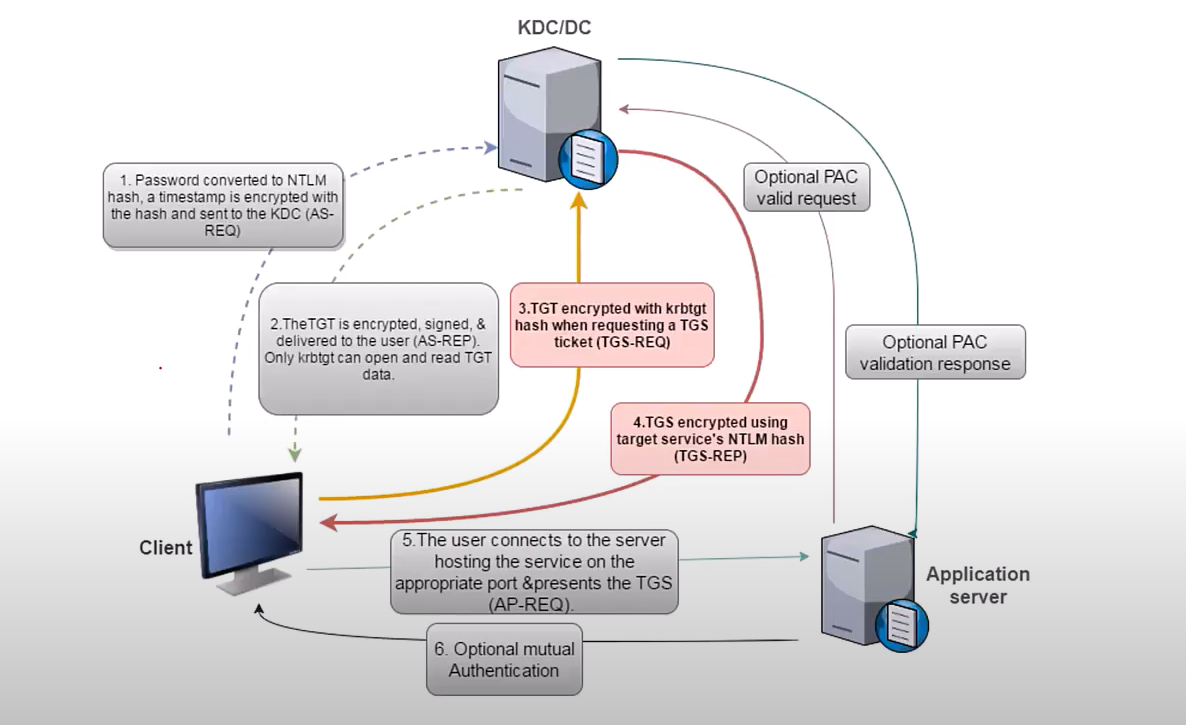 KDC/DC
1. Password converted to NTLM
hash, a timestamp is encrypted with
the hash and sent to the KDC (AS-
REQ)
Optional PAC
valid request
2.TheTGT is encrypted, signed, &
delivered to the user (AS-REP).
Only krbtgt can open and read TGT
data.
3.TGT encrypted with krbtgt
hash when requesting a TGS
ticket (TGS-REQ)
Optional PAC
validation response
4.TGS encrypted using
target service's NTLM hash
(TGS-REP)
Client
5.The user connects to the server
hosting the service on the
appropriate port &presents the TGS
(AP-REQ).
Application
server
6. Optional mutual
Authentication